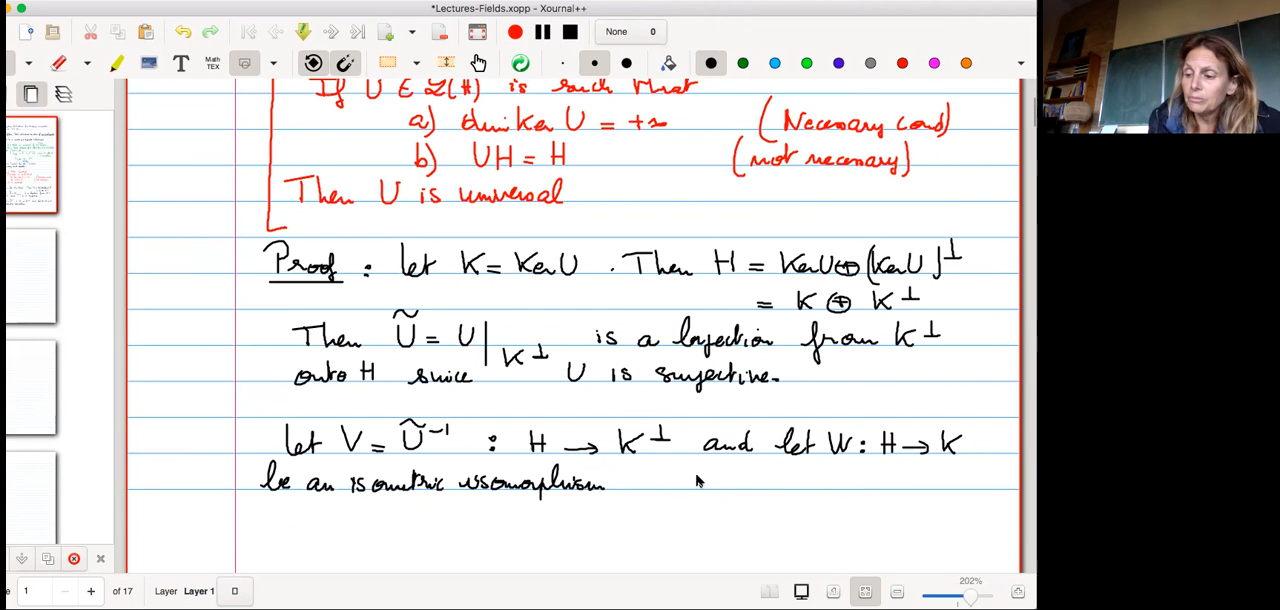 *Lectures-Fields.xopp - Xournal++
None 0
Math TEX
If U ∈ ℒ(H) is such that
a) dim ker U = +∞ (Necessary cond)
b) UH = H (not necessary)
Then U is universal
Proof : let K = Ker U . Then H = Ker U ⊕ (Ker U)⊥
= K ⊕ K⊥
Then Ũ = U|K⊥ is a bijection from K⊥
onto H since U is surjective.
let V = Ũ⁻¹ : H → K⊥ and let W : H → K
be an isometric isomorphism
1 of 17 Layer Layer 1 202%